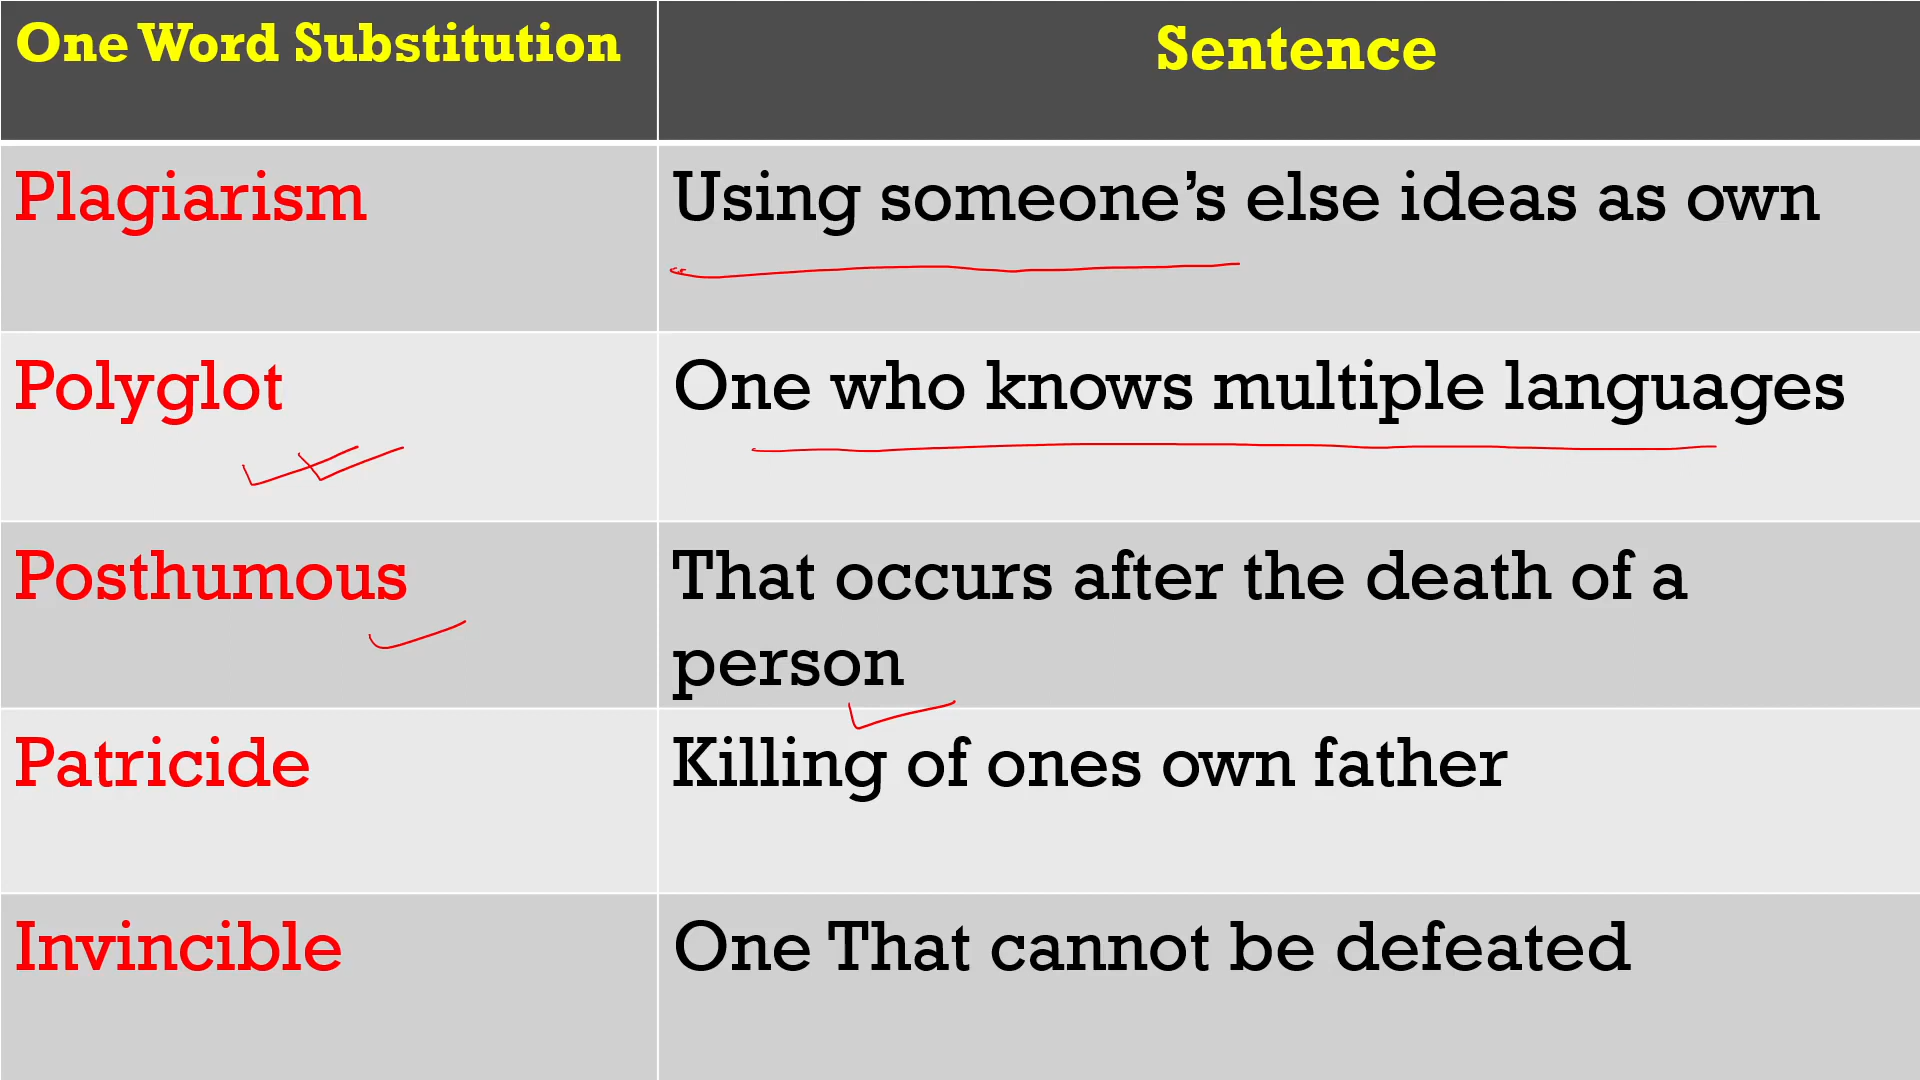 One Word Substitution
Sentence
Plagiarism
Using someone’s else ideas as own
Polyglot
One who knows multiple languages
Posthumous
That occurs after the death of a
person
Patricide
Killing of ones own father
Invincible
One That cannot be defeated